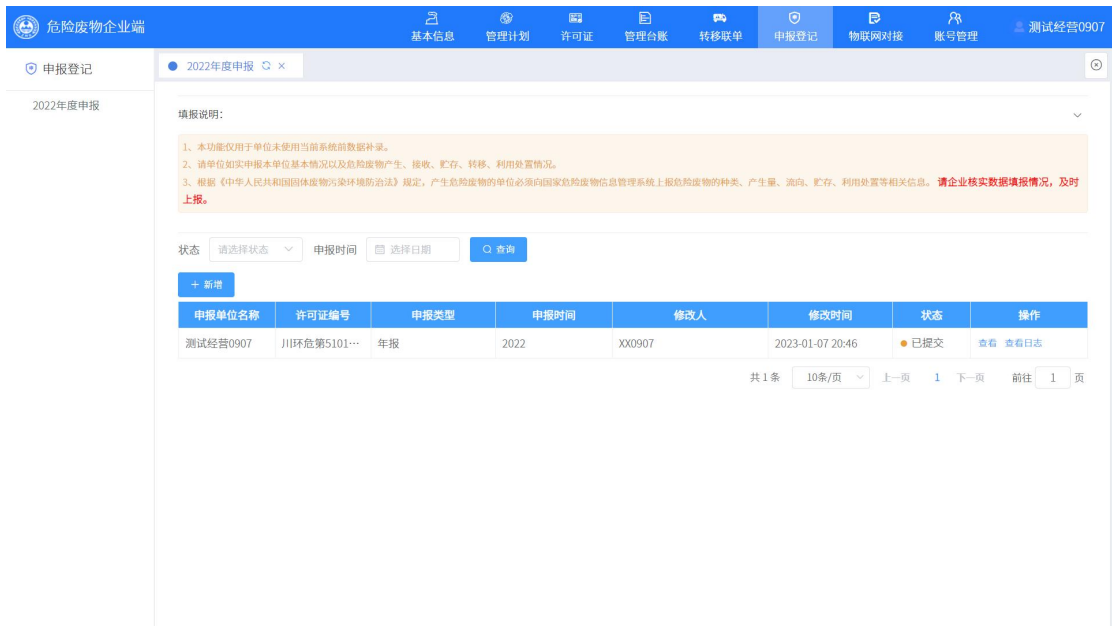 危险废物企业端
基本信息 管理计划 许可证 管理台账 转移联单 申报登记 物联网对接 账号管理 测试经营0907
申报登记
2022年度申报
2022年度申报
填报说明：
1、本功能仅用于单位未使用当前系统前数据补录。
2、请单位如实申报本单位基本情况以及危险废物产生、接收、贮存、转移、利用处置情况。
3、根据《中华人民共和国固体废物污染环境防治法》规定，产生危险废物的单位必须向国家危险废物信息管理系统上报危险废物的种类、产生量、流向、贮存、利用处置等相关信息。请企业核实数据填报情况，及时
上报。
状态 请选择状态 申报时间 选择日期 查询
新增
申报单位名称 许可证编号 申报类型 申报时间 修改人 修改时间 状态 操作
测试经营0907 川环危第5101… 年报 2022 XX0907 2023-01-07 20:46 已提交 查看 查看日志
共1条 10条/页 上一页 1 下一页 前往 1 页